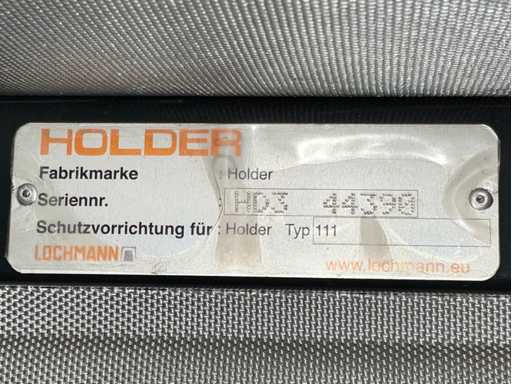 HOLDER
Fabrikmarke : Holder
Seriennr. : HD3 44390
Schutzvorrichtung für : Holder Typ 111
LOCHMANN
www.lochmann.eu